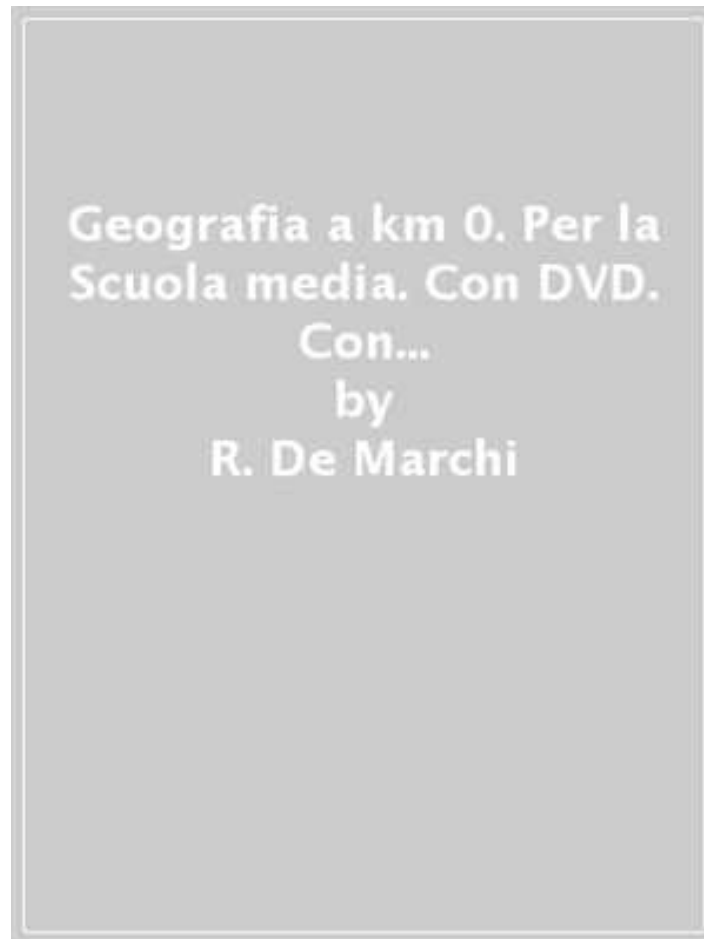 Geografia a km 0. Per la
Scuola media. Con DVD.
Con...
by
R. De Marchi